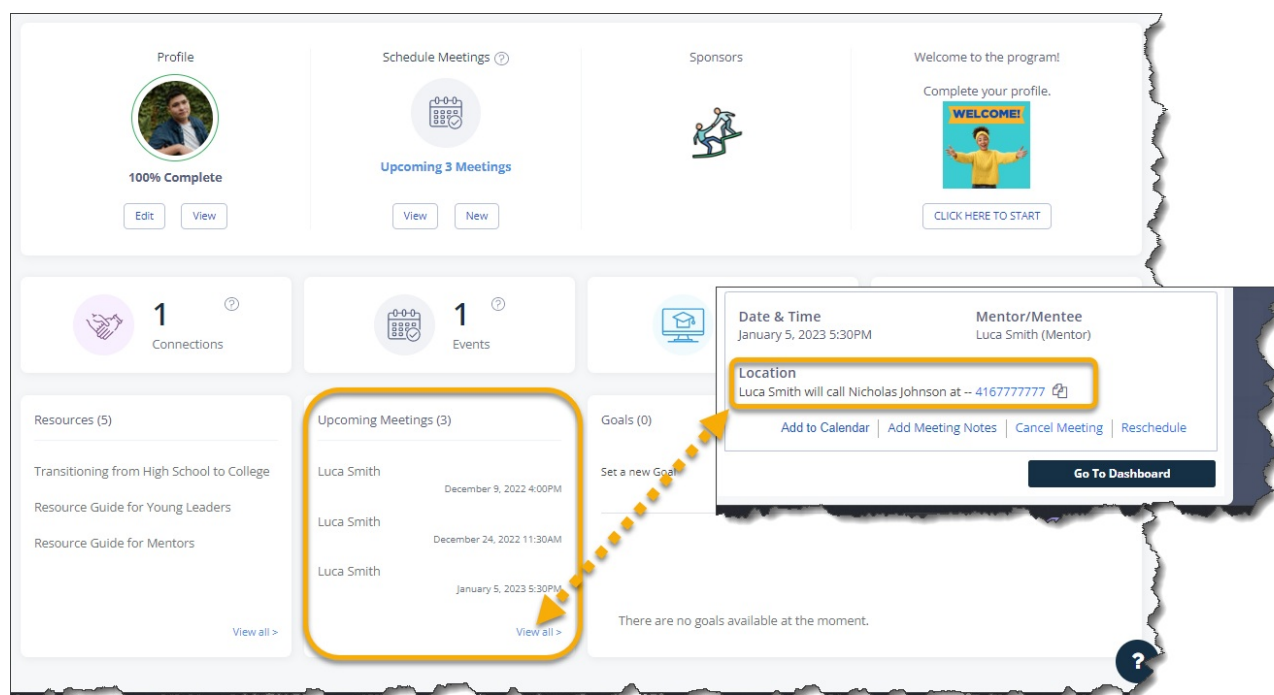 Profile
100% Complete
Edit
View
Schedule Meetings ?
Upcoming 3 Meetings
View
New
Sponsors
Welcome to the program!
Complete your profile.
WELCOME!
CLICK HERE TO START
1
?
Connections
1
?
Events
Date & Time
January 5, 2023 5:30PM
Mentor/Mentee
Luca Smith (Mentor)
Location
Luca Smith will call Nicholas Johnson at -- 4167777777
Add to Calendar | Add Meeting Notes | Cancel Meeting | Reschedule
Go To Dashboard
Resources (5)
Transitioning from High School to College
Resource Guide for Young Leaders
Resource Guide for Mentors
View all >
Upcoming Meetings (3)
Luca Smith
December 9, 2022 4:00PM
Luca Smith
December 24, 2022 11:30AM
Luca Smith
January 5, 2023 5:30PM
View all >
Goals (0)
Set a new Goal
There are no goals available at the moment.
?